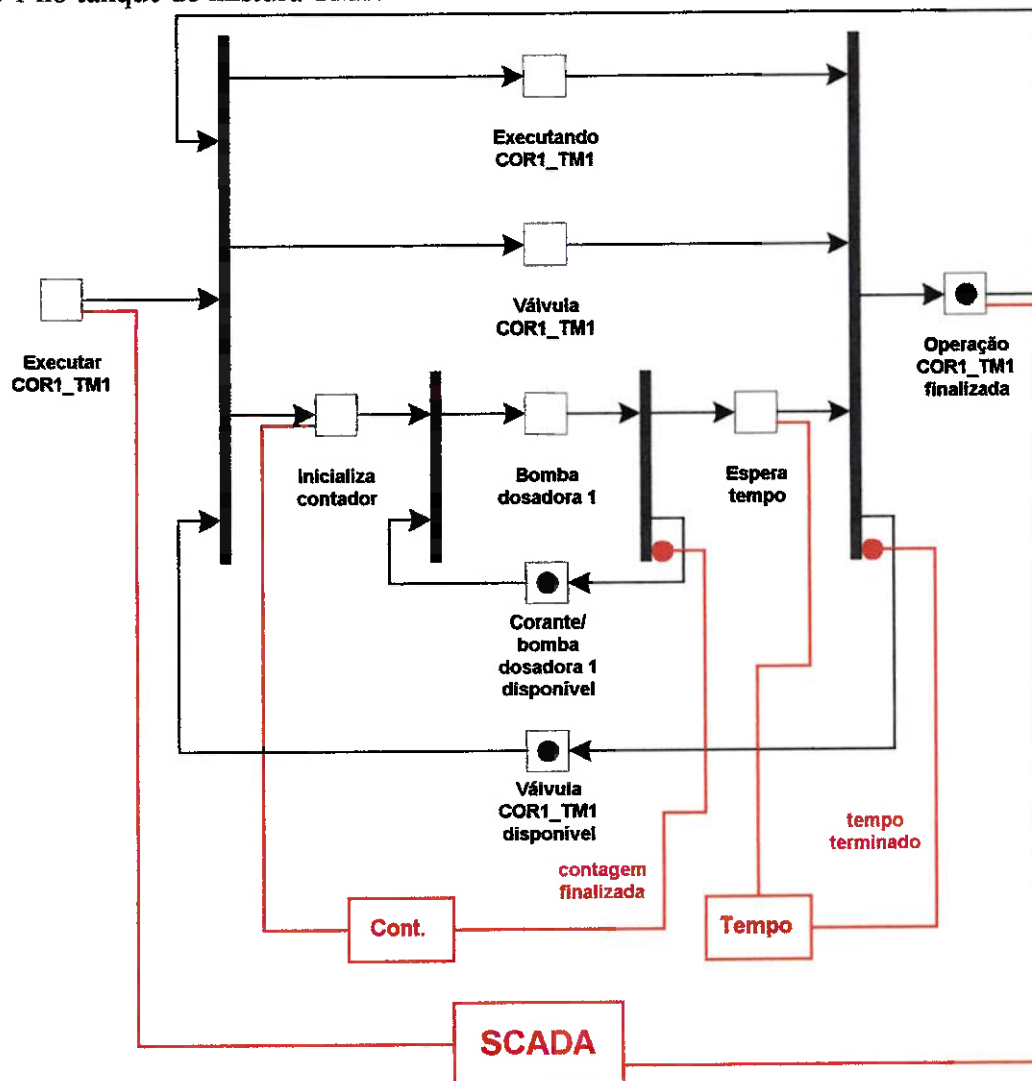 Executando
COR1_TM1
Válvula
COR1_TM1
Executar
COR1_TM1
Operação
COR1_TM1
finalizada
Inicializa
contador
Bomba
dosadora 1
Espera
tempo
Corante/
bomba
dosadora 1
disponível
Válvula
COR1_TM1
disponível
contagem
finalizada
tempo
terminado
Cont.
Tempo
SCADA